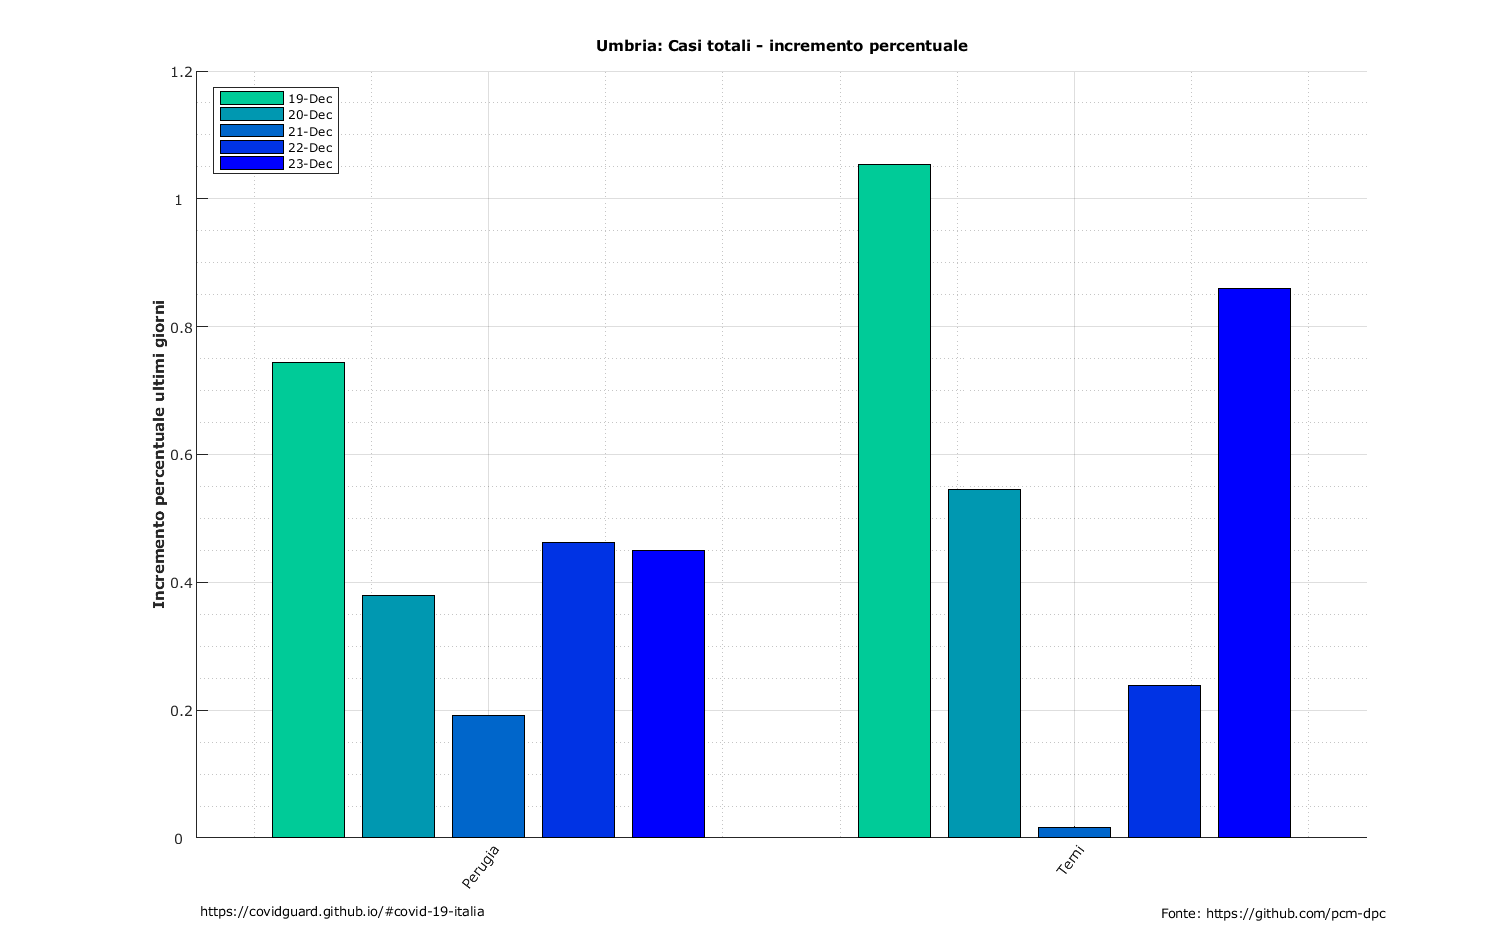 Umbria: Casi totali - incremento percentuale
19-Dec
20-Dec
21-Dec
22-Dec
23-Dec
Incremento percentuale ultimi giorni
1.2
1
0.8
0.6
0.4
0.2
0
Perugia
Terni
https://covidguard.github.io/#covid-19-italia
Fonte: https://github.com/pcm-dpc